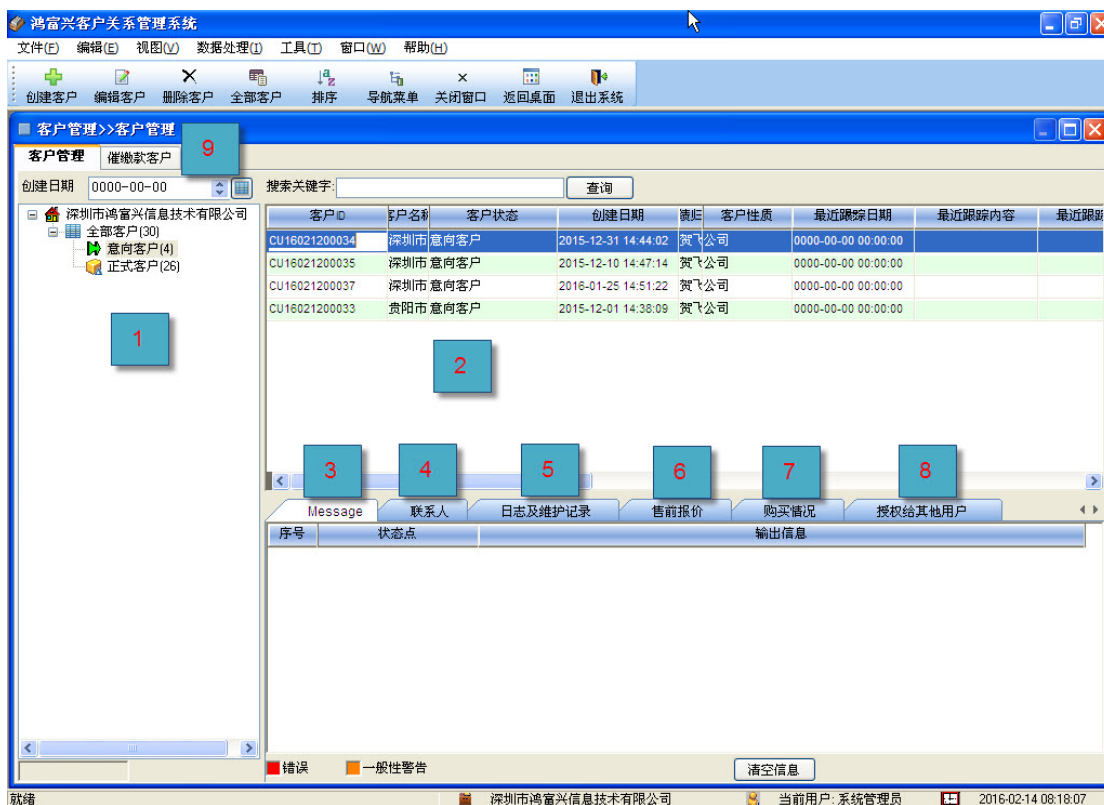 鸿富兴客户关系管理系统
文件(F) 编辑(E) 视图(V) 数据处理(I) 工具(T) 窗口(W) 帮助(H)
创建客户 编辑客户 删除客户 全部客户 排序 导航菜单 关闭窗口 返回桌面 退出系统
客户管理>>客户管理
客户管理 催缴款客户 9
创建日期 0000-00-00 搜索关键字: 查询
深圳市鸿富兴信息技术有限公司
全部客户(30)
意向客户(4)
正式客户(26)
1
客户ID 客户名称 客户状态 创建日期 归 客户性质 最近跟踪日期 最近跟踪内容 最近跟踪
CU16021200034 深圳市 意向客户 2015-12-31 14:44:02 贺飞 公司 0000-00-00 00:00:00
CU16021200035 深圳市 意向客户 2015-12-10 14:47:14 贺飞 公司 0000-00-00 00:00:00
CU16021200037 深圳市 意向客户 2016-01-25 14:51:22 贺飞 公司 0000-00-00 00:00:00
CU16021200033 贵阳市 意向客户 2015-12-01 14:38:09 贺飞 公司 0000-00-00 00:00:00
2
3 4 5 6 7 8
Message 联系人 日志及维护记录 售前报价 购买情况 授权给其他用户
序号 状态点 输出信息
错误 一般性警告 清空信息
就绪 深圳市鸿富兴信息技术有限公司 当前用户: 系统管理员 2016-02-14 08:18:07